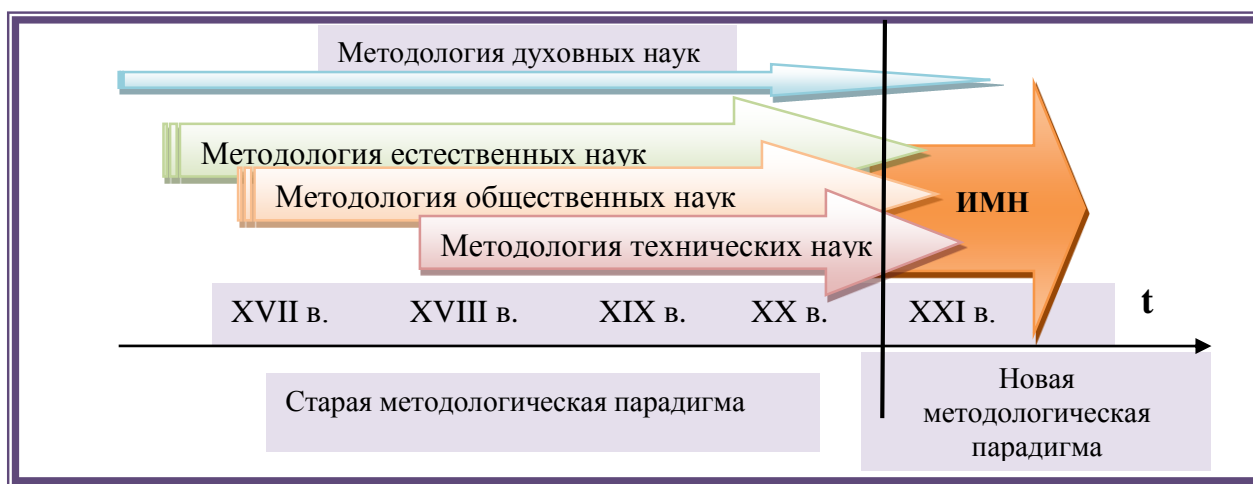 Методология духовных наук
Методология естественных наук
Методология общественных наук
ИМН
Методология технических наук
XVII в. XVIII в. XIX в. XX в. XXI в. t
Старая методологическая парадигма
Новая
методологическая
парадигма